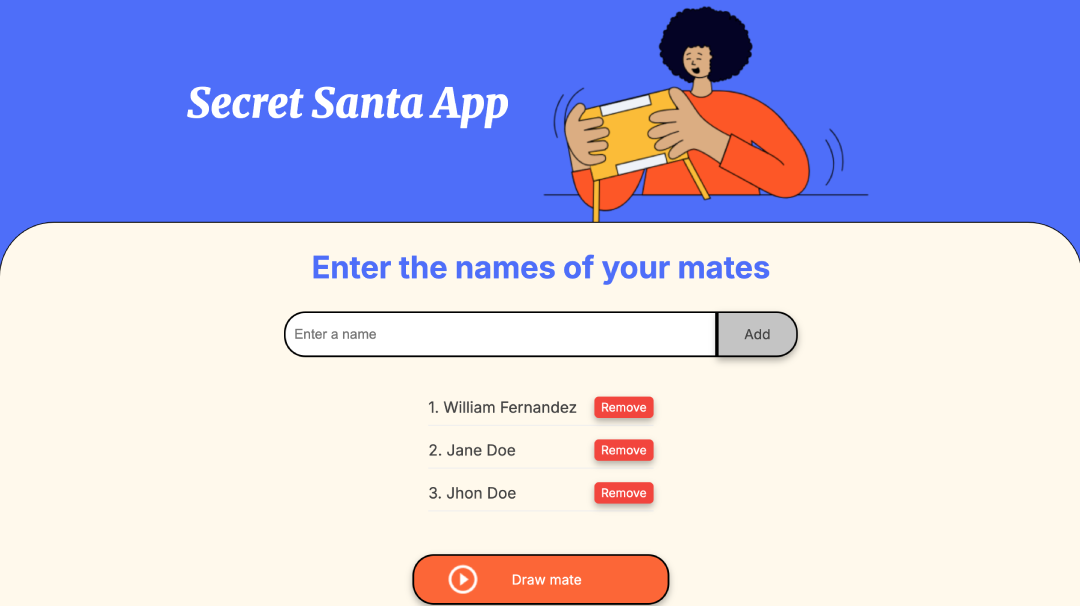 Secret Santa App
Enter the names of your mates
Enter a name
Add
1. William Fernandez Remove
2. Jane Doe Remove
3. Jhon Doe Remove
Draw mate